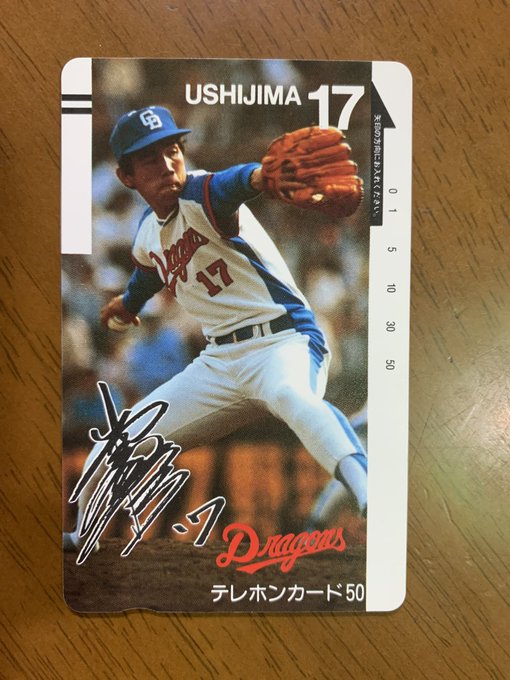 USHIJIMA 17
矢印の方向にお入れください。
0 1 5 10 30 50
CD
Dragons
17
Dragons
テレホンカード50